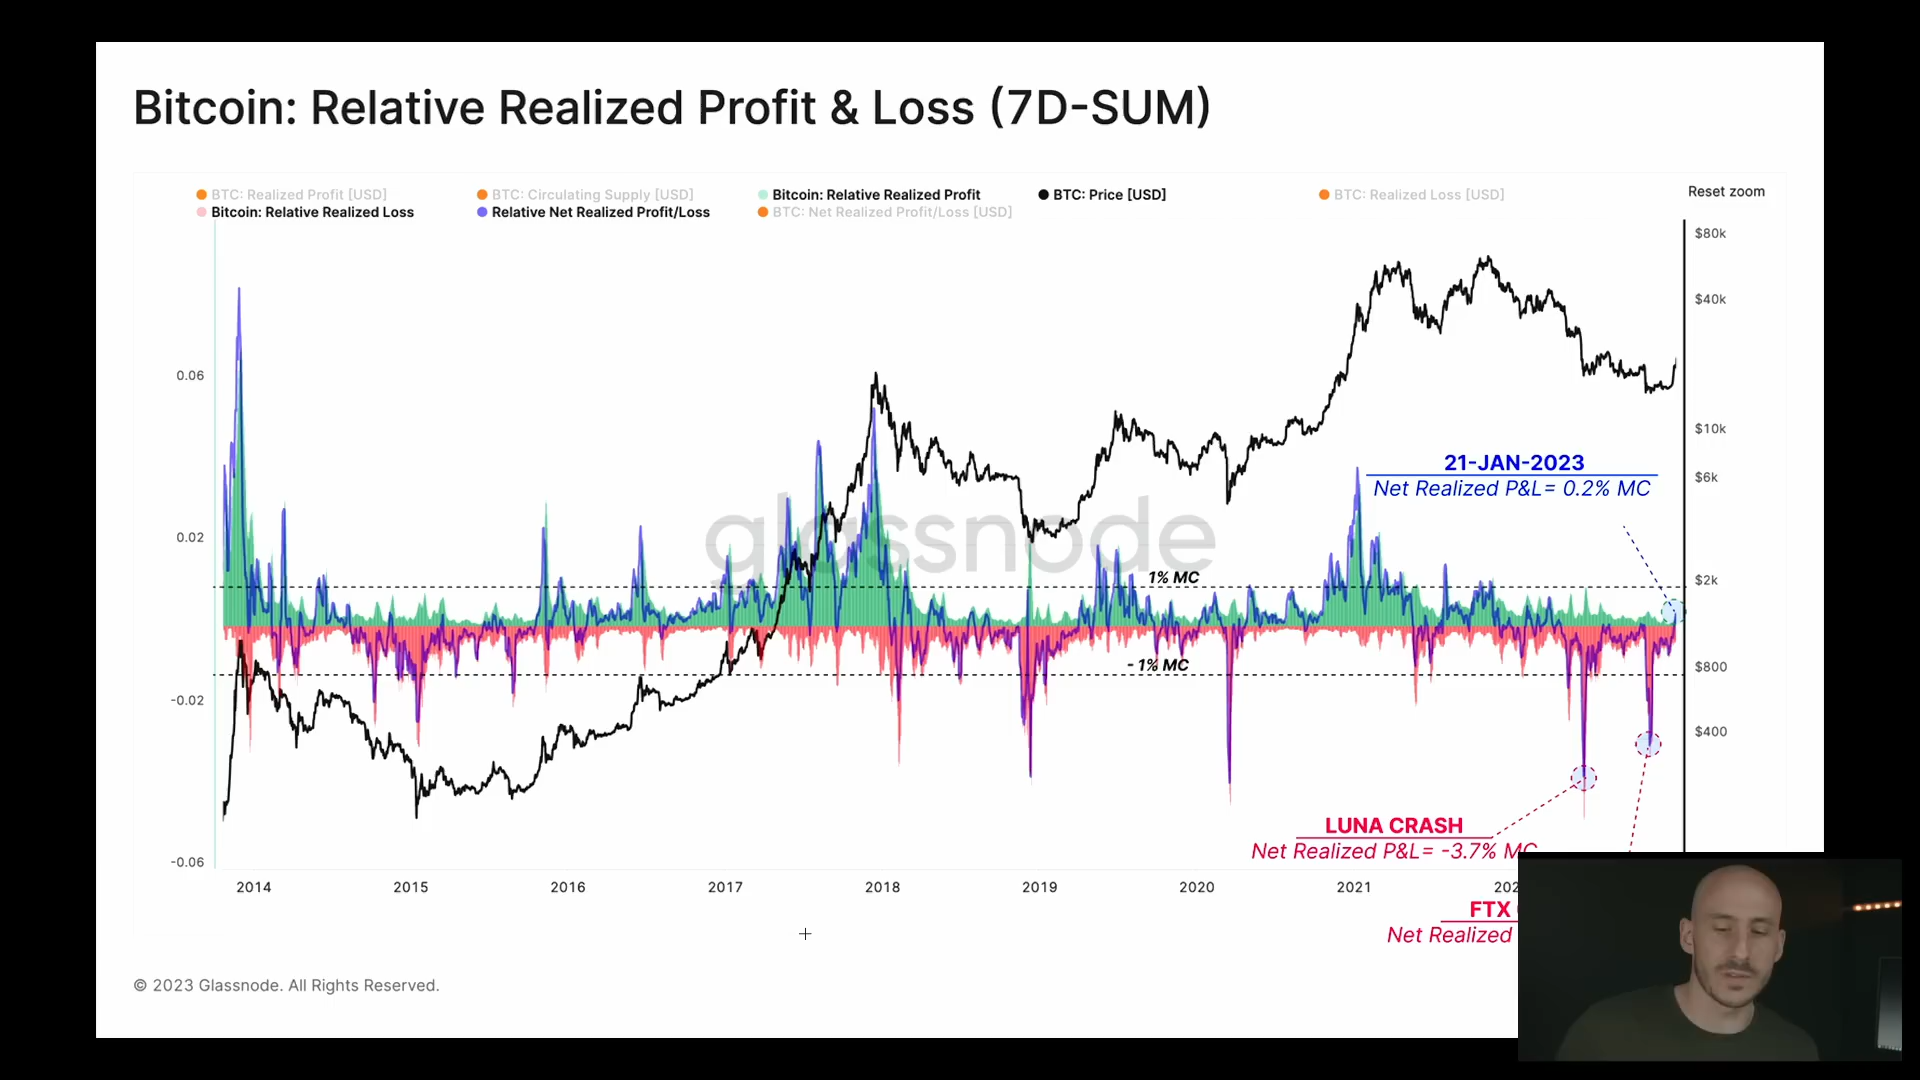 Bitcoin: Relative Realized Profit & Loss (7D-SUM)
BTC: Realized Profit [USD]
BTC: Circulating Supply [USD]
Bitcoin: Relative Realized Profit
BTC: Price [USD]
BTC: Realized Loss [USD]
Reset zoom
Bitcoin: Relative Realized Loss
Relative Net Realized Profit/Loss
BTC: Net Realized Profit/Loss [USD]
$80k
$40k
0.06
$10k
21-JAN-2023
$6k
Net Realized P&L= 0.2% MC
glassnode
0.02
1% MC
$2k
- 1% MC
$800
-0.02
$400
LUNA CRASH
Net Realized P&L= -3.7% MC
-0.06
2014
2015
2016
2017
2018
2019
2020
2021
FTX
Net Realized
© 2023 Glassnode. All Rights Reserved.